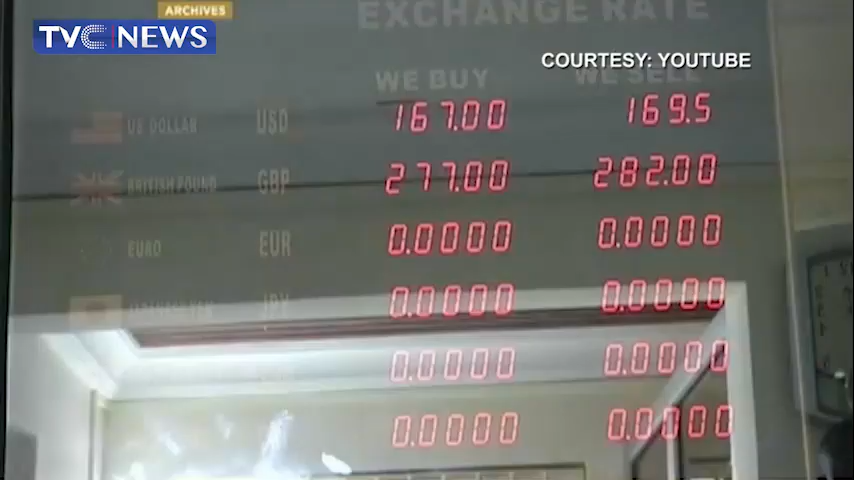 ARCHIVES
TVC NEWS
EXCHANGE RATE
COURTESY: YOUTUBE
WE BUY WE SELL
US DOLLAR USD 167.00 169.5
BRITISH POUND GBP 277.00 282.00
EURO EUR 0.0000 0.0000
JPY 0.0000 0.0000
0.0000 0.0000
0.0000 0.0000